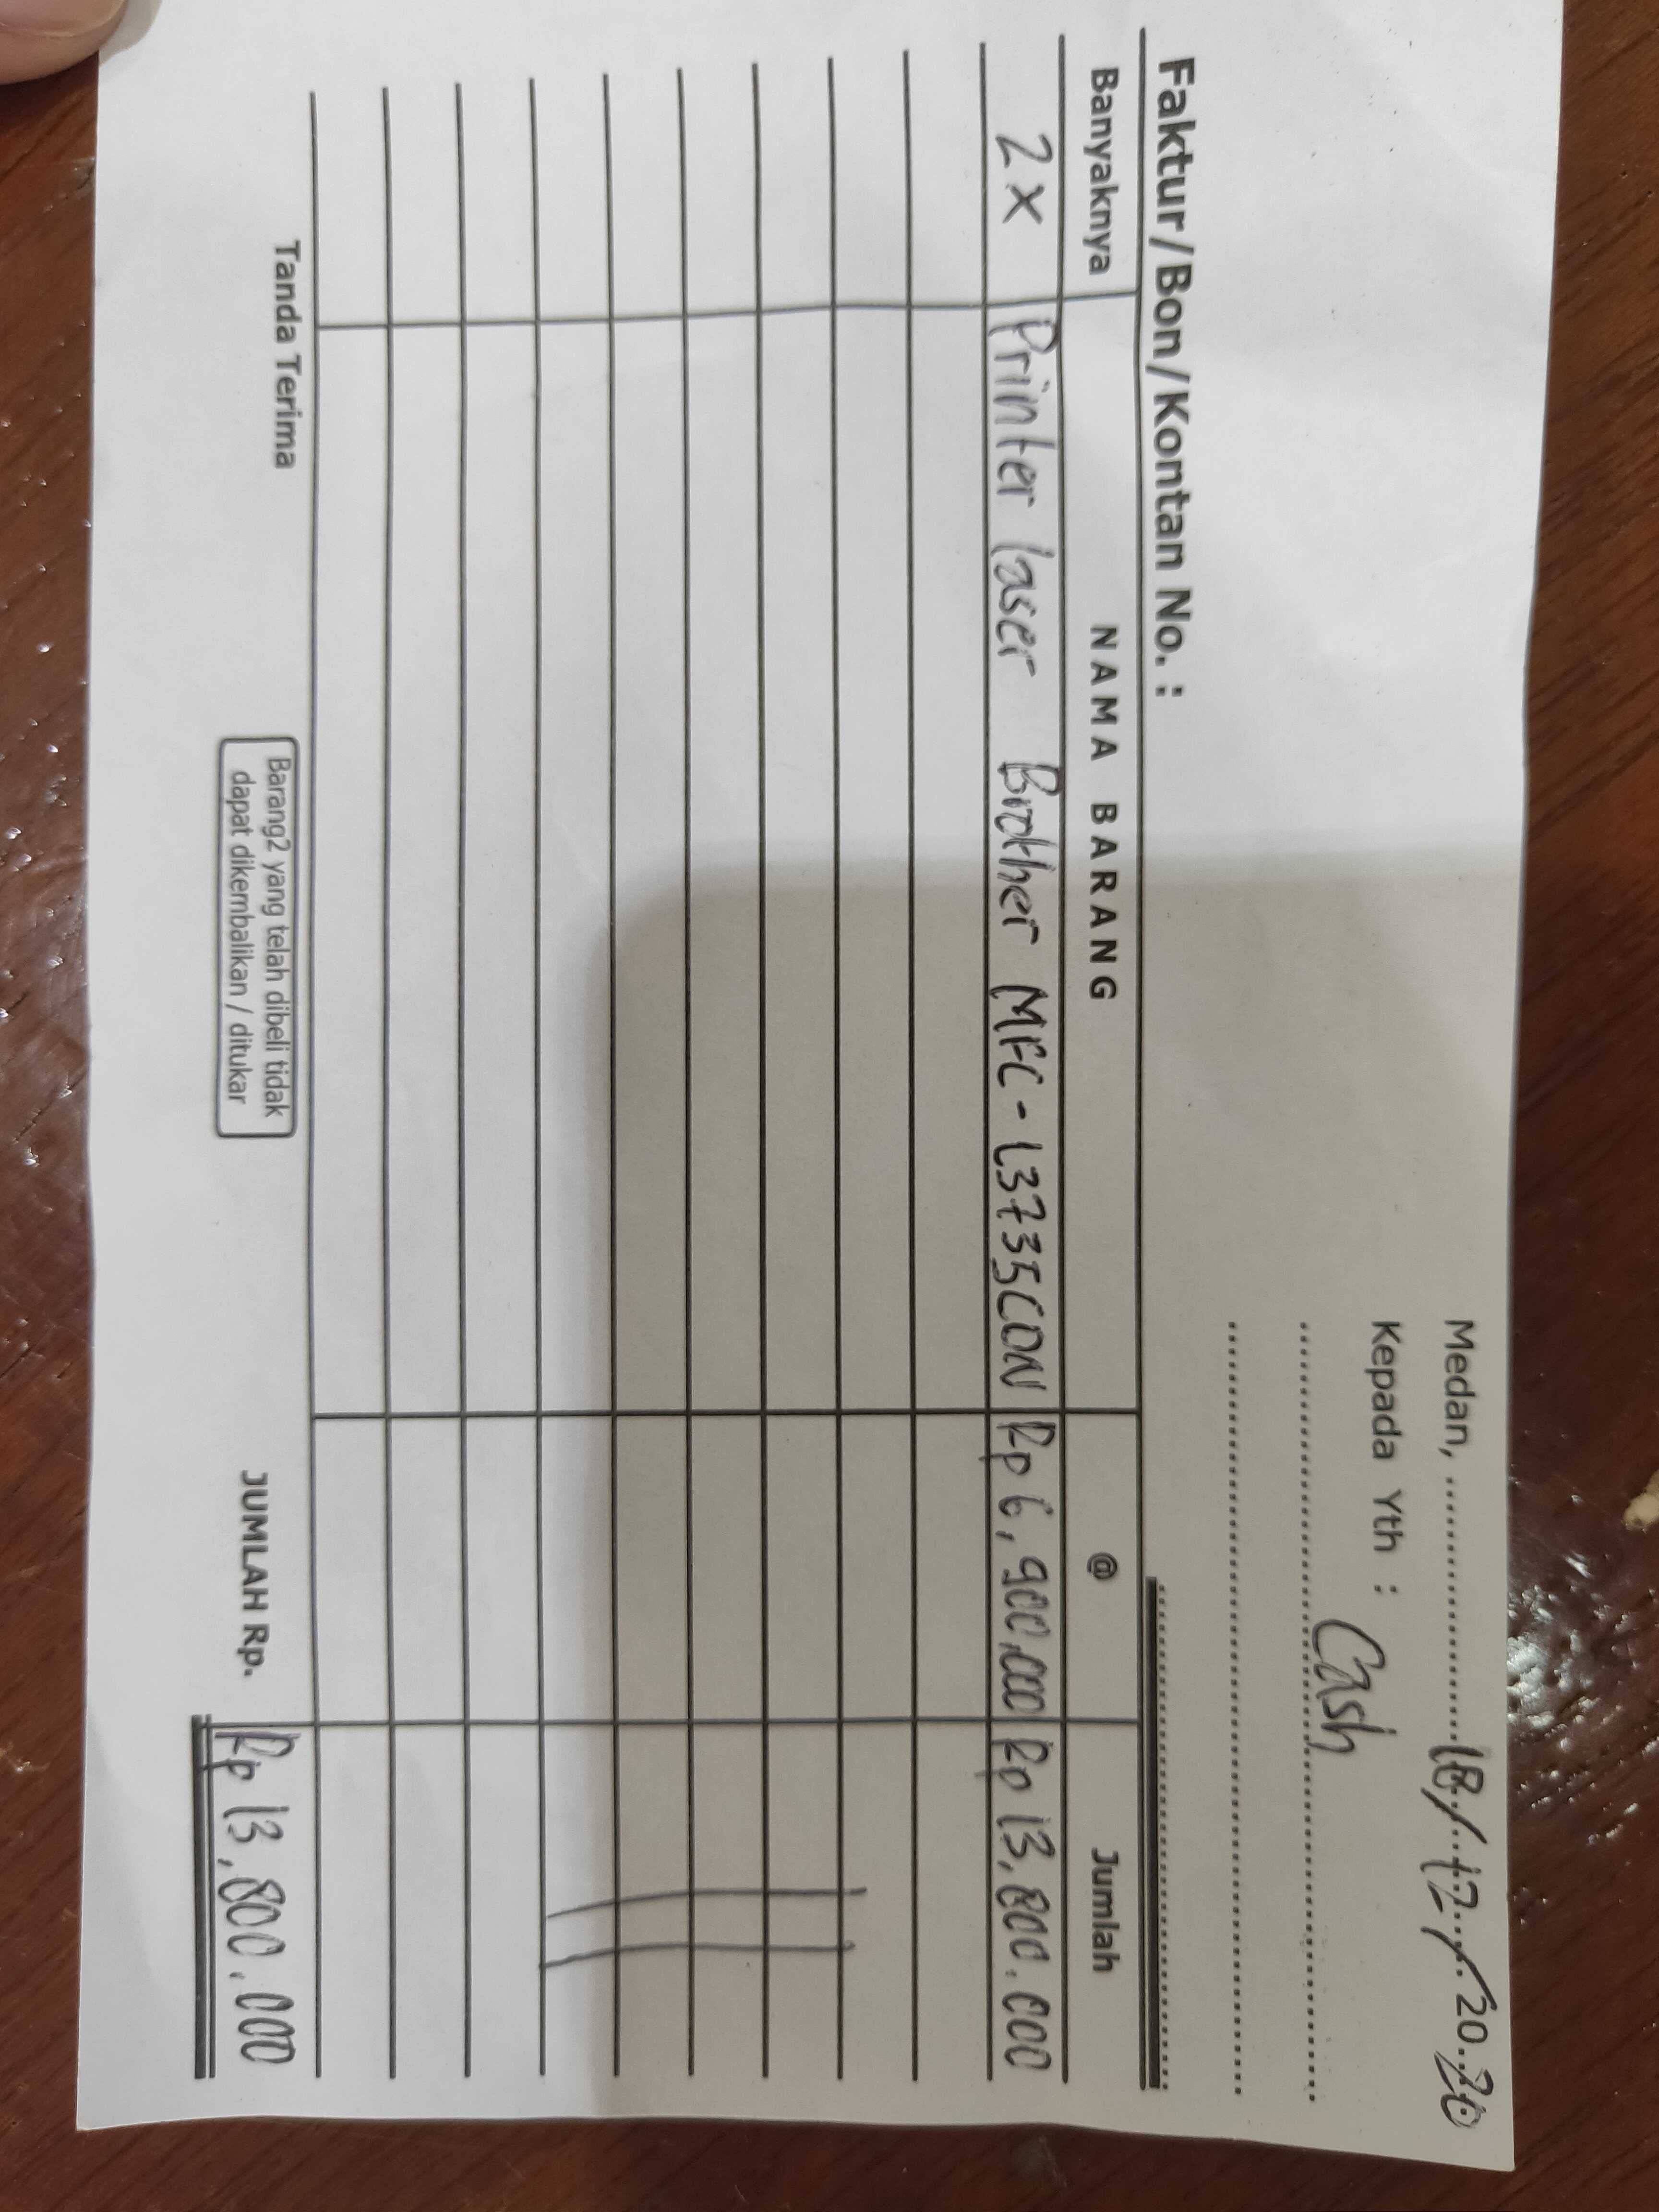 Medan, 18/12/2020
Kepada Yth :
Cash
Faktur/Bon/Kontan No. :
Banyaknya NAMA BARANG @ Jumlah
2x Printer laser Brother MFC-L3735CDN Rp 6,900.000 Rp 13,800.000
Tanda Terima
Barang2 yang telah dibeli tidak
dapat dikembalikan / ditukar
JUMLAH Rp. Rp 13,800.000